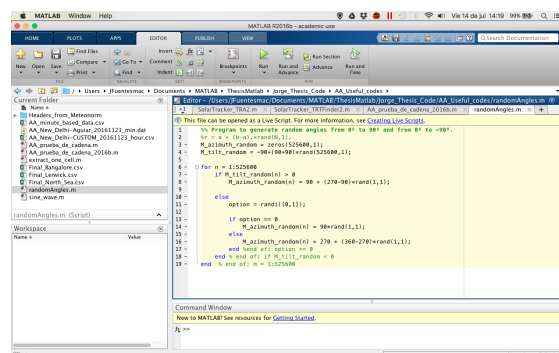 MATLAB Window Help
99% Vie 14 de jul 14:19
MATLAB R2016b - academic use
HOME PLOTS APPS EDITOR PUBLISH VIEW
Search Documentation
New Open Save
Find Files
Compare
Print
Go To
Find
Insert
Comment
Indent
Breakpoints
Run
Run and Advance
Run Section
Advance
Run and Time
FILE NAVIGATE EDIT BREAKPOINTS RUN
/ Users JFuentesmac Documents MATLAB ThesisMatlab Jorge_Thesis_Code AA_Useful_codes
Current Folder
Name
Headers_from_Meteonorm
AA_minute_based_data.csv
AA_New_Delhi-Aguiar_20161123_min.dat
AA_New_Delhi-CUSTOM_20161123_hour.csv
AA_prueba_de_cadena.m
AA_prueba_de_cadena_2016b.m
extract_one_cell.m
Final_Bangalore.csv
Final_Lerwick.csv
Final_North_Sea.csv
randomAngles.m
sine_wave.m
randomAngles.m (Script)
Workspace
Name Value
Editor - /Users/JFuentesmac/Documents/MATLAB/ThesisMatlab/Jorge_Thesis_Code/AA_Useful_codes/randomAngles.m
SolarTracker_TRAZ.m SolarTracker_TRTFinder2.m AA_prueba_de_cadena_2016b.m randomAngles.m
This file can be opened as a Live Script. For more information, see Creating Live Scripts.
1 %% Program to generate random angles from 0º to 90º and from 0º to -90º.
2 %r = a + (b-a).*rand(N,1).
3 - M_azimuth_random = zeros(525600,1);
4 - M_tilt_random = -90+(90+90)*rand(525600,1);
5
6 - for n = 1:525600
7 - if M_tilt_random(n) > 0
8 - M_azimuth_random(n) = 90 + (270-90)*rand(1,1);
9
10 - else
11 - option = randi([0,1]);
12
13 - if option == 0
14 - M_azimuth_random(n) = 90*rand(1,1);
15 - else
16 - M_azimuth_random(n) = 270 + (360-270)*rand(1,1);
17 - end %end of: option == 0
18 - end % end of: if M_tilt_random < 0
19 - end % end of: n = 1:525600
Command Window
New to MATLAB? See resources for Getting Started.
fx >>